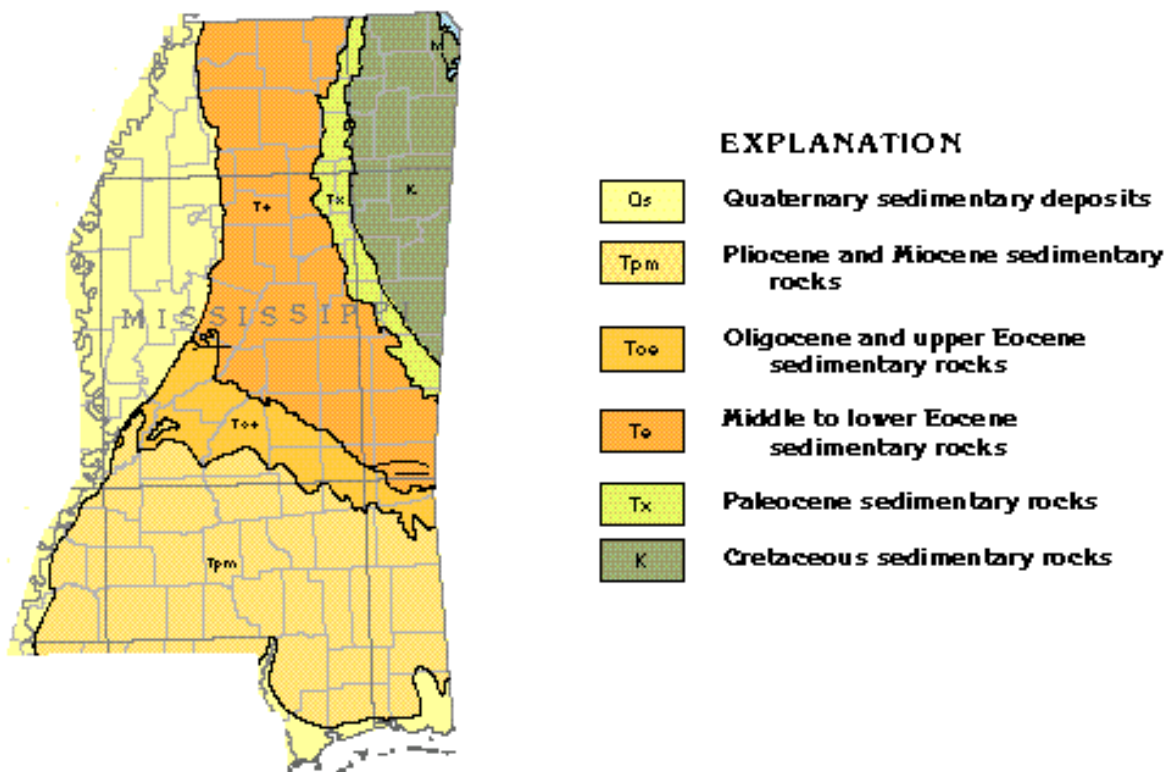 M
K
Te
Tx
MISSISSIPPI
Toe
Tpm
EXPLANATION
Qs Quaternary sedimentary deposits
Tpm Pliocene and Miocene sedimentary
rocks
Toe Oligocene and upper Eocene
sedimentary rocks
Te Middle to lower Eocene
sedimentary rocks
Tx Paleocene sedimentary rocks
K Cretaceous sedimentary rocks